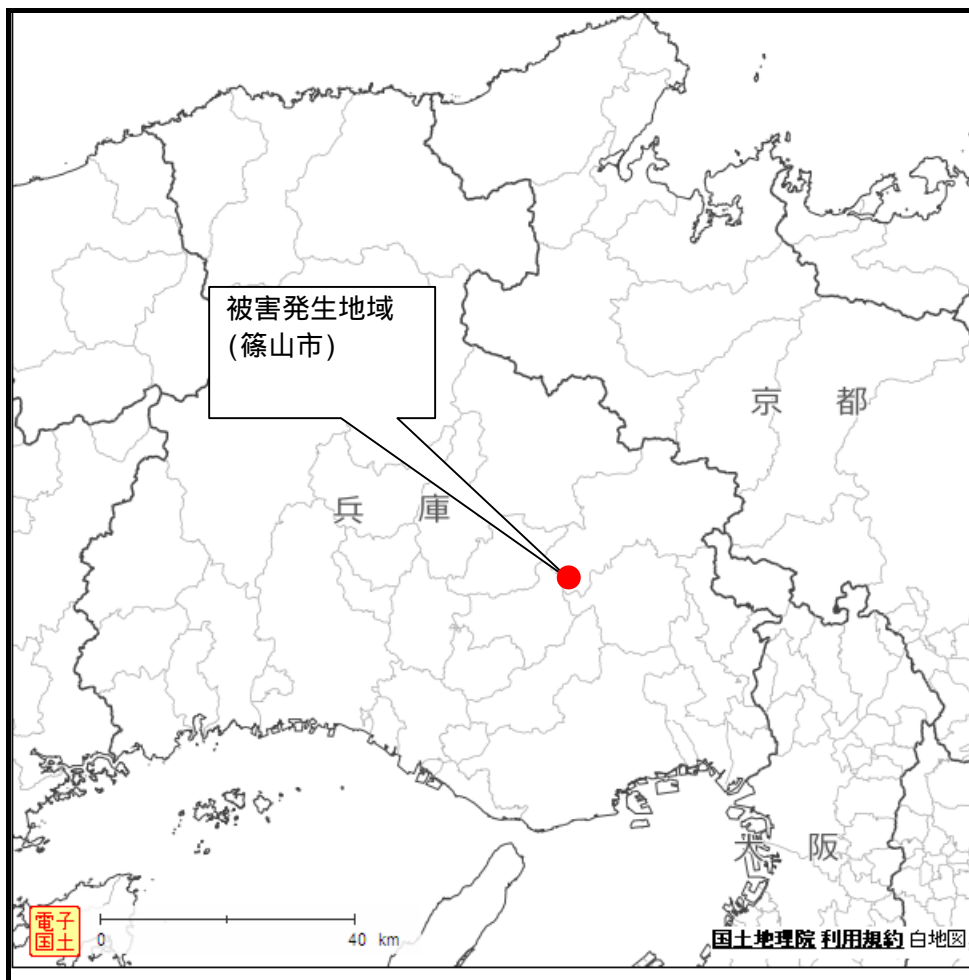 被害発生地域
(篠山市)
京都
兵庫
大阪
電子
国土
0
40 km
国土地理院 利用規約 白地図